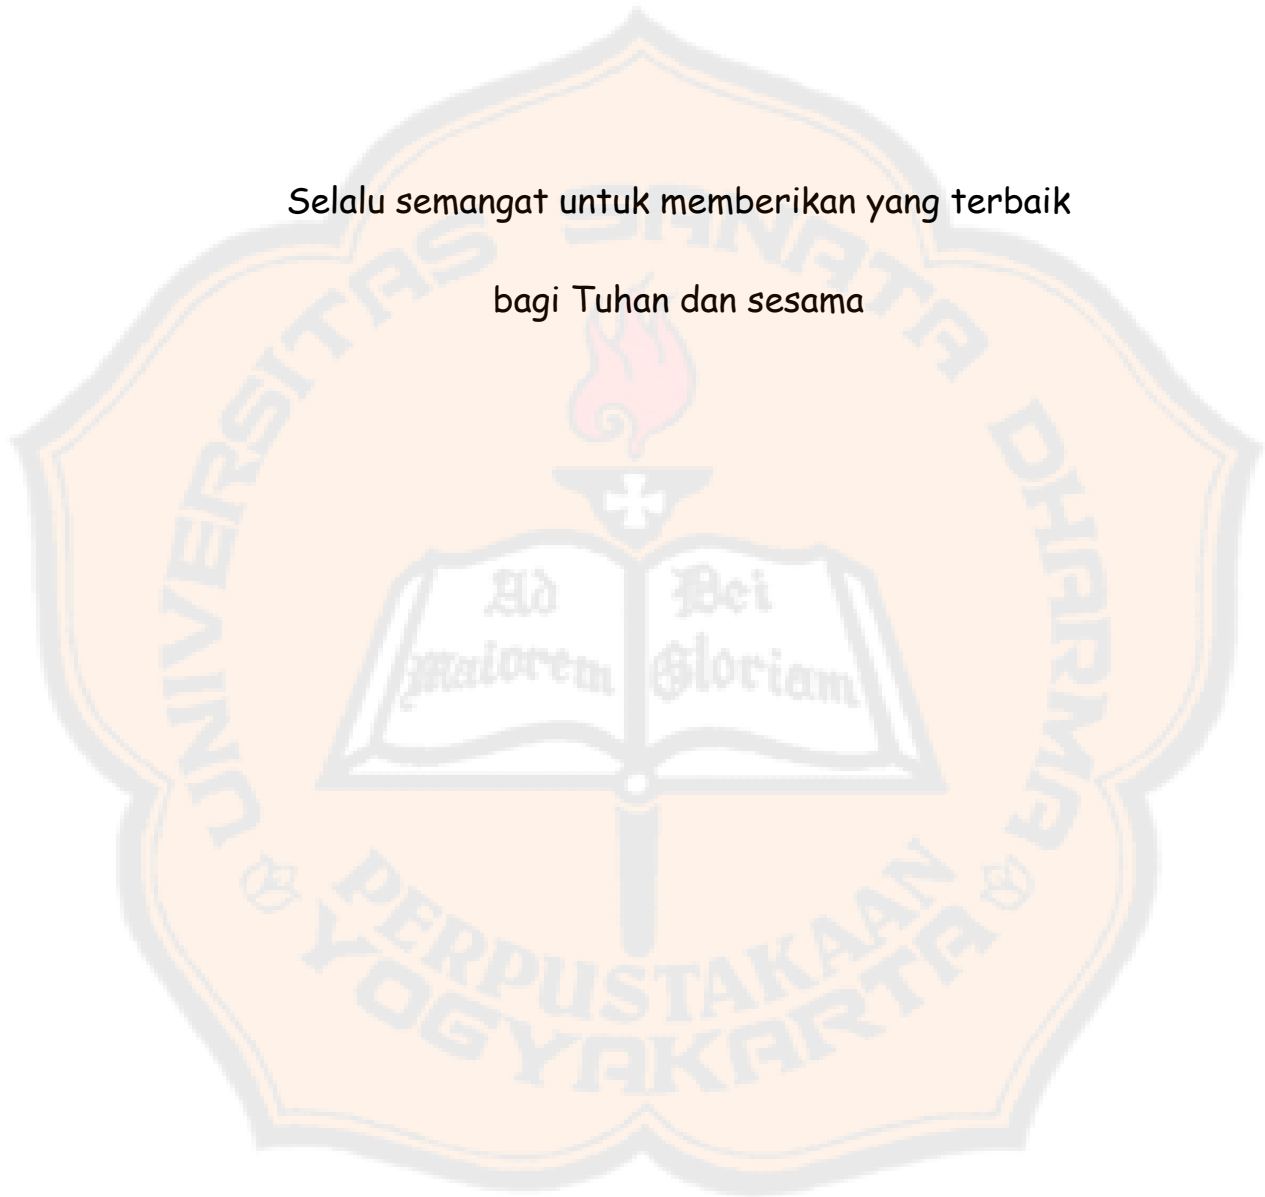 Selalu semangat untuk memberikan yang terbaik
bagi Tuhan dan sesama
UNIVERSITAS SANATA DHARMA
Ad Dei
Maiorem Gloriam
PERPUSTAKAAN
YOGYAKARTA